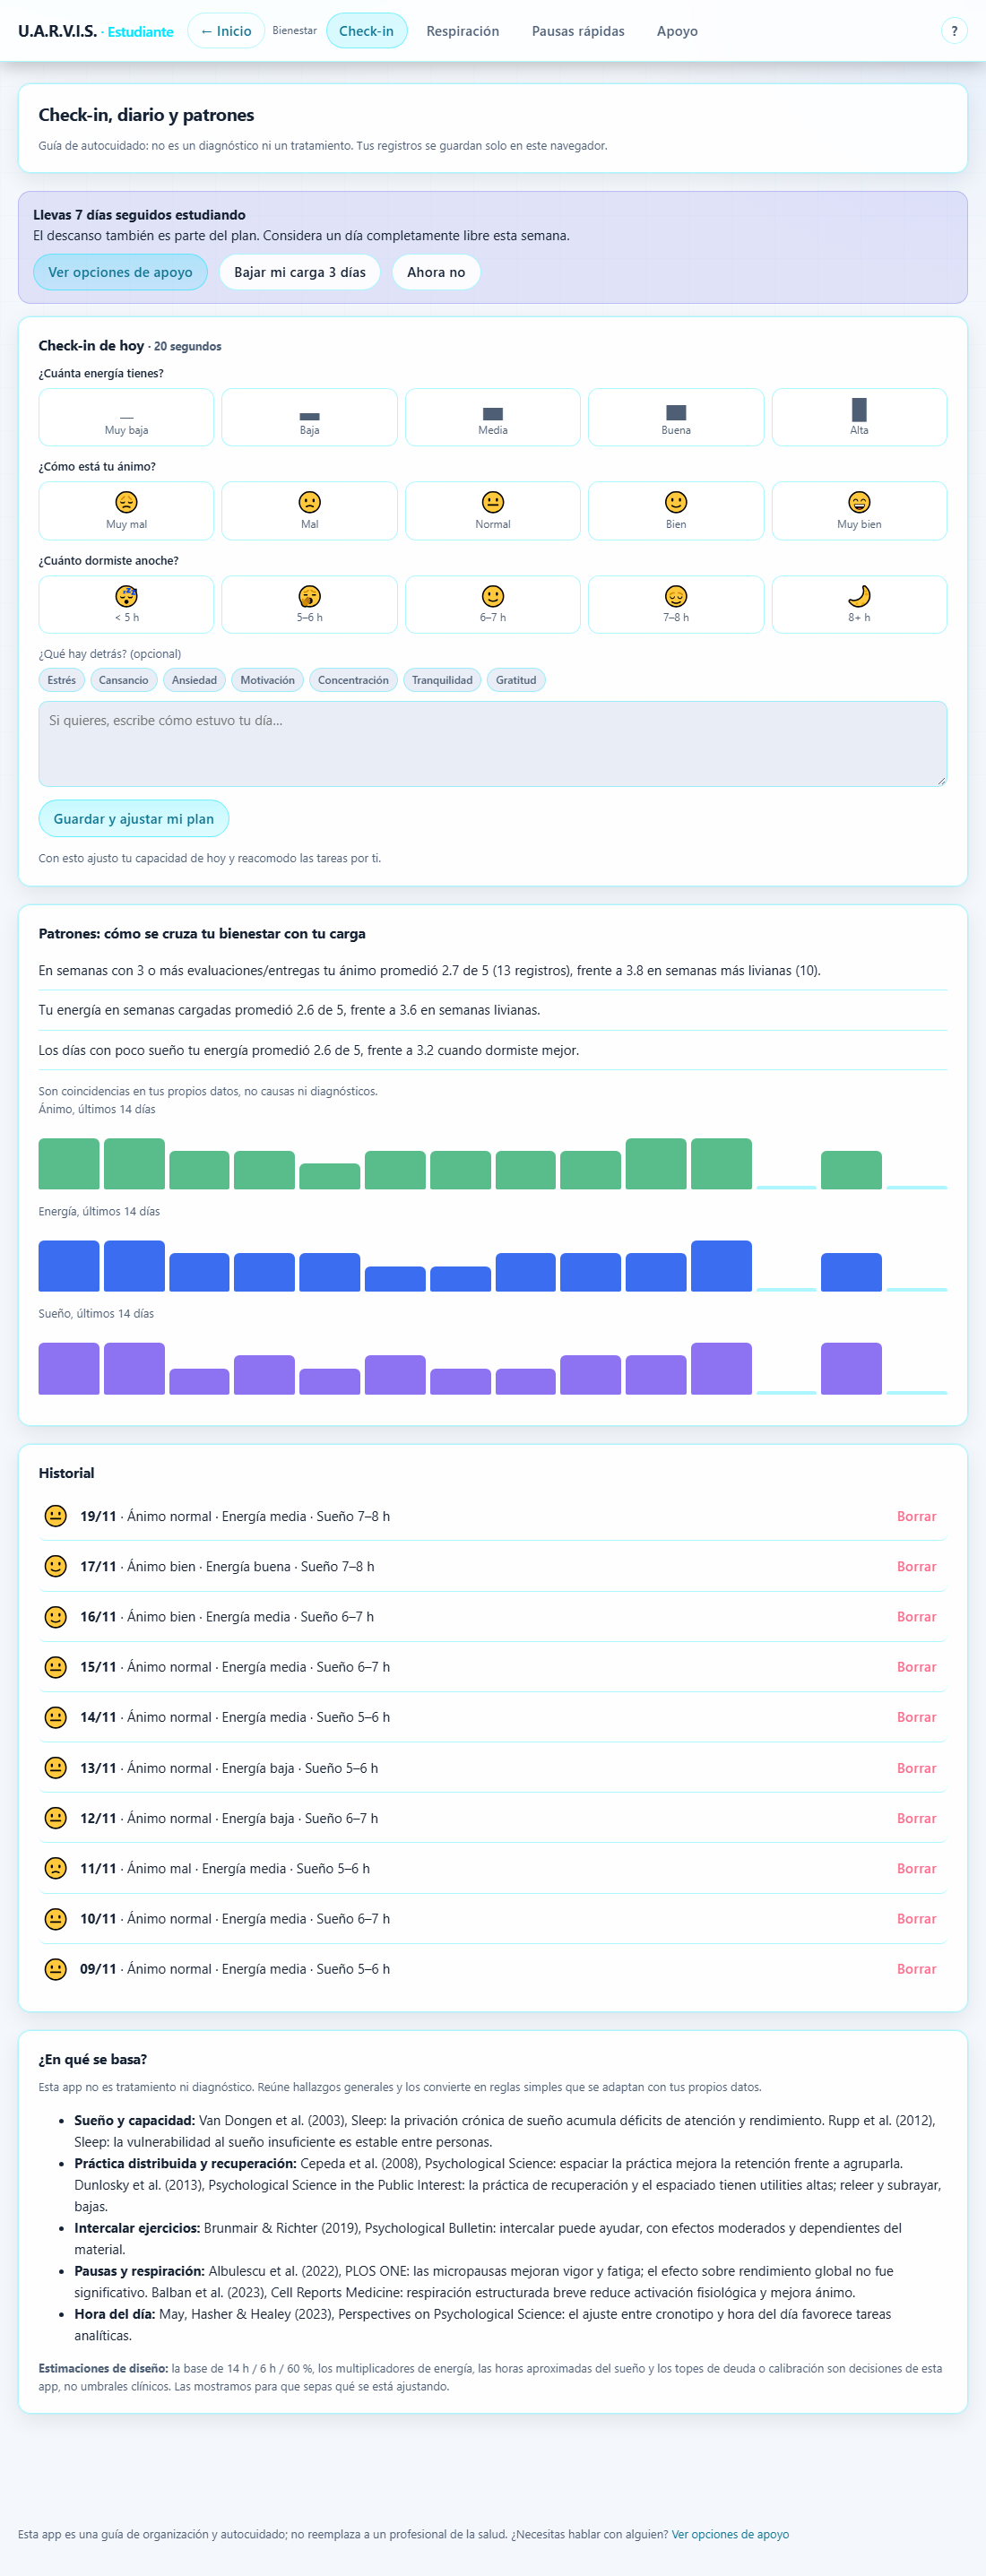 U.A.R.V.I.S. · Estudiante
← Inicio
Bienestar
Check-in
Respiración
Pausas rápidas
Apoyo
?
Check-in, diario y patrones
Guía de autocuidado: no es un diagnóstico ni un tratamiento. Tus registros se guardan solo en este navegador.
Llevas 7 días seguidos estudiando
El descanso también es parte del plan. Considera un día completamente libre esta semana.
Ver opciones de apoyo
Bajar mi carga 3 días
Ahora no
Check-in de hoy · 20 segundos
¿Cuánta energía tienes?
Muy baja
Baja
Media
Buena
Alta
¿Cómo está tu ánimo?
Muy mal
Mal
Normal
Bien
Muy bien
¿Cuánto dormiste anoche?
< 5 h
5–6 h
6–7 h
7–8 h
8+ h
¿Qué hay detrás? (opcional)
Estrés
Cansancio
Ansiedad
Motivación
Concentración
Tranquilidad
Gratitud
Si quieres, escribe cómo estuvo tu día...
Guardar y ajustar mi plan
Con esto ajusto tu capacidad de hoy y reacomodo las tareas por ti.
Patrones: cómo se cruza tu bienestar con tu carga
En semanas con 3 o más evaluaciones/entregas tu ánimo promedió 2.7 de 5 (13 registros), frente a 3.8 en semanas más livianas (10).
Tu energía en semanas cargadas promedió 2.6 de 5, frente a 3.6 en semanas livianas.
Los días con poco sueño tu energía promedió 2.6 de 5, frente a 3.2 cuando dormiste mejor.
Son coincidencias en tus propios datos, no causas ni diagnósticos.
Ánimo, últimos 14 días
Energía, últimos 14 días
Sueño, últimos 14 días
Historial
19/11 · Ánimo normal · Energía media · Sueño 7–8 h
Borrar
17/11 · Ánimo bien · Energía buena · Sueño 7–8 h
Borrar
16/11 · Ánimo bien · Energía media · Sueño 6–7 h
Borrar
15/11 · Ánimo normal · Energía media · Sueño 6–7 h
Borrar
14/11 · Ánimo normal · Energía media · Sueño 5–6 h
Borrar
13/11 · Ánimo normal · Energía baja · Sueño 5–6 h
Borrar
12/11 · Ánimo normal · Energía baja · Sueño 6–7 h
Borrar
11/11 · Ánimo mal · Energía media · Sueño 5–6 h
Borrar
10/11 · Ánimo normal · Energía media · Sueño 6–7 h
Borrar
09/11 · Ánimo normal · Energía media · Sueño 5–6 h
Borrar
¿En qué se basa?
Esta app no es tratamiento ni diagnóstico. Reúne hallazgos generales y los convierte en reglas simples que se adaptan con tus propios datos.
• Sueño y capacidad: Van Dongen et al. (2003), Sleep: la privación crónica de sueño acumula déficits de atención y rendimiento. Rupp et al. (2012),
Sleep: la vulnerabilidad al sueño insuficiente es estable entre personas.
• Práctica distribuida y recuperación: Cepeda et al. (2008), Psychological Science: espaciar la práctica mejora la retención frente a agruparla.
Dunlosky et al. (2013), Psychological Science in the Public Interest: la práctica de recuperación y el espaciado tienen utilities altas; releer y subrayar,
bajas.
• Intercalar ejercicios: Brunmair & Richter (2019), Psychological Bulletin: intercalar puede ayudar, con efectos moderados y dependientes del
material.
• Pausas y respiración: Albulescu et al. (2022), PLOS ONE: las micropausas mejoran vigor y fatiga; el efecto sobre rendimiento global no fue
significativo. Balban et al. (2023), Cell Reports Medicine: respiración estructurada breve reduce activación fisiológica y mejora ánimo.
• Hora del día: May, Hasher & Healey (2023), Perspectives on Psychological Science: el ajuste entre cronotipo y hora del día favorece tareas
analíticas.
Estimaciones de diseño: la base de 14 h / 6 h / 60 %, los multiplicadores de energía, las horas aproximadas del sueño y los topes de deuda o calibración son decisiones de esta
app, no umbrales clínicos. Las mostramos para que sepas qué se está ajustando.
Esta app es una guía de organización y autocuidado; no reemplaza a un profesional de la salud. ¿Necesitas hablar con alguien? Ver opciones de apoyo